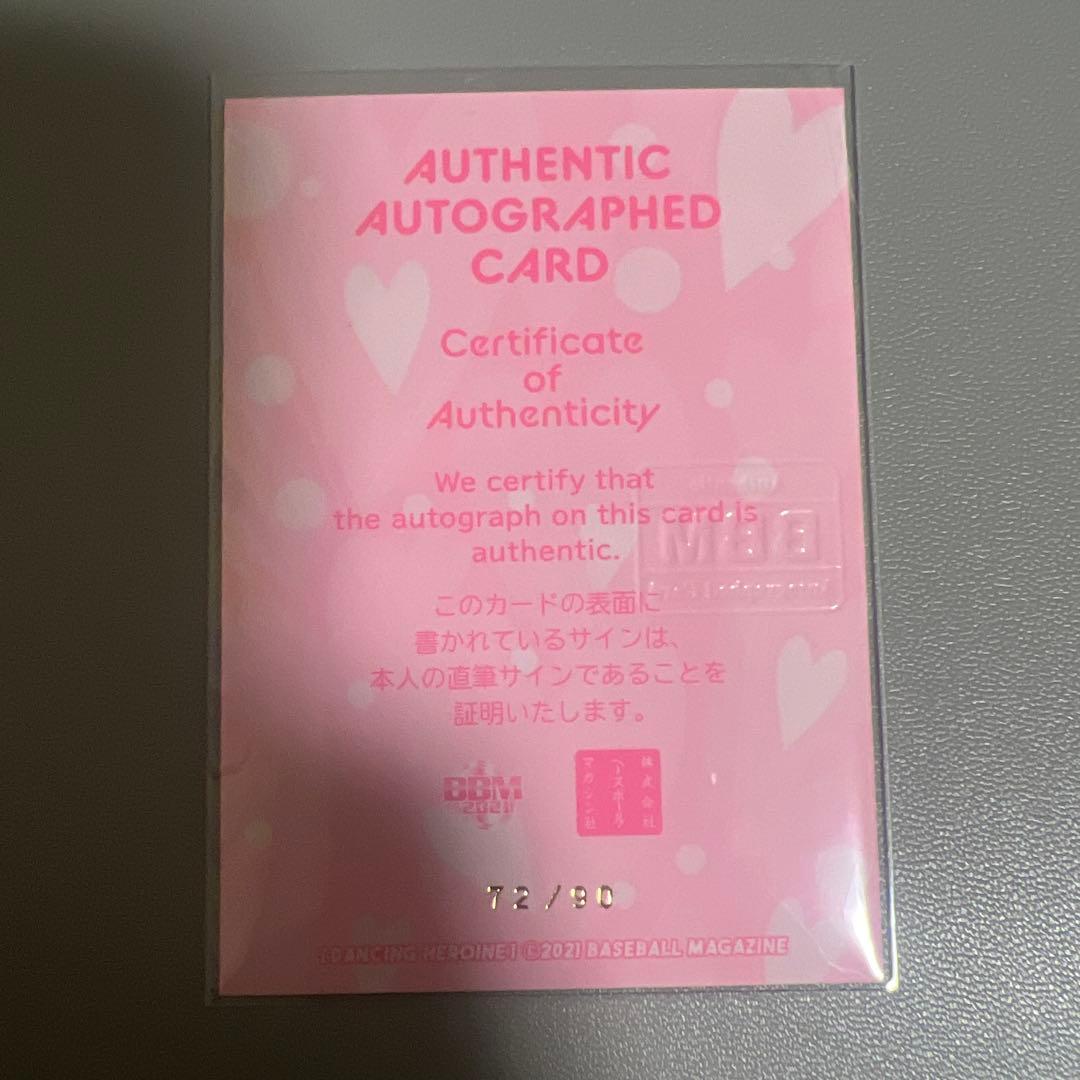 AUTHENTIC
AUTOGRAPHED
CARD
Certificate
of
Authenticity
We certify that
the autograph on this card is
authentic.
このカードの表面に
書かれているサインは、
本人の直筆サインであることを
証明いたします。
BBM
2021
株式会社
ベースボール・
マガジン社
BBM
72/90
DANCING HEROINE ©2021 BASEBALL MAGAZINE